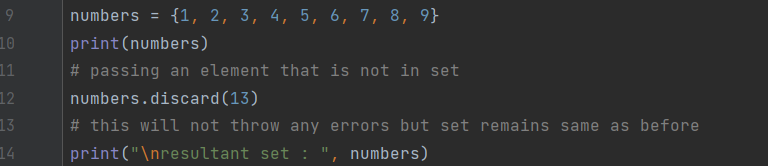 9 numbers = {1, 2, 3, 4, 5, 6, 7, 8, 9}
10 print(numbers)
11 # passing an element that is not in set
12 numbers.discard(13)
13 # this will not throw any errors but set remains same as before
14 print("\nresultant set : ", numbers)